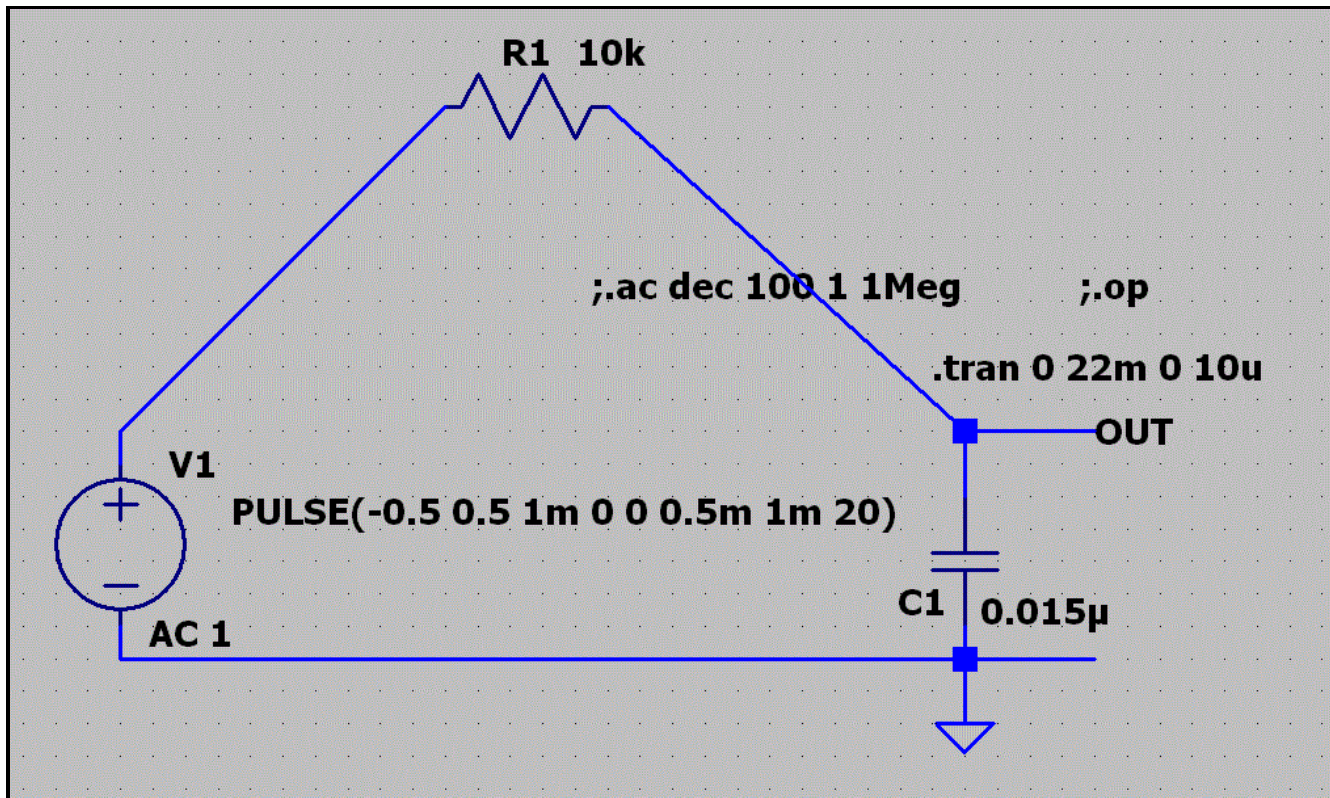 R1 10k
;.ac dec 100 1 1Meg
;.op
.tran 0 22m 0 10u
OUT
V1
PULSE(-0.5 0.5 1m 0 0 0.5m 1m 20)
C1
0.015µ
AC 1